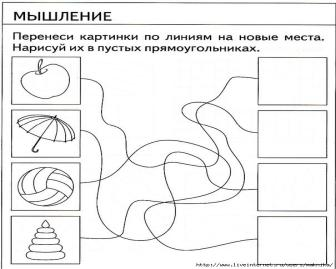 МЫШЛЕНИЕ
Перенеси картинки по линиям на новые места.
Нарисуй их в пустых прямоугольниках.